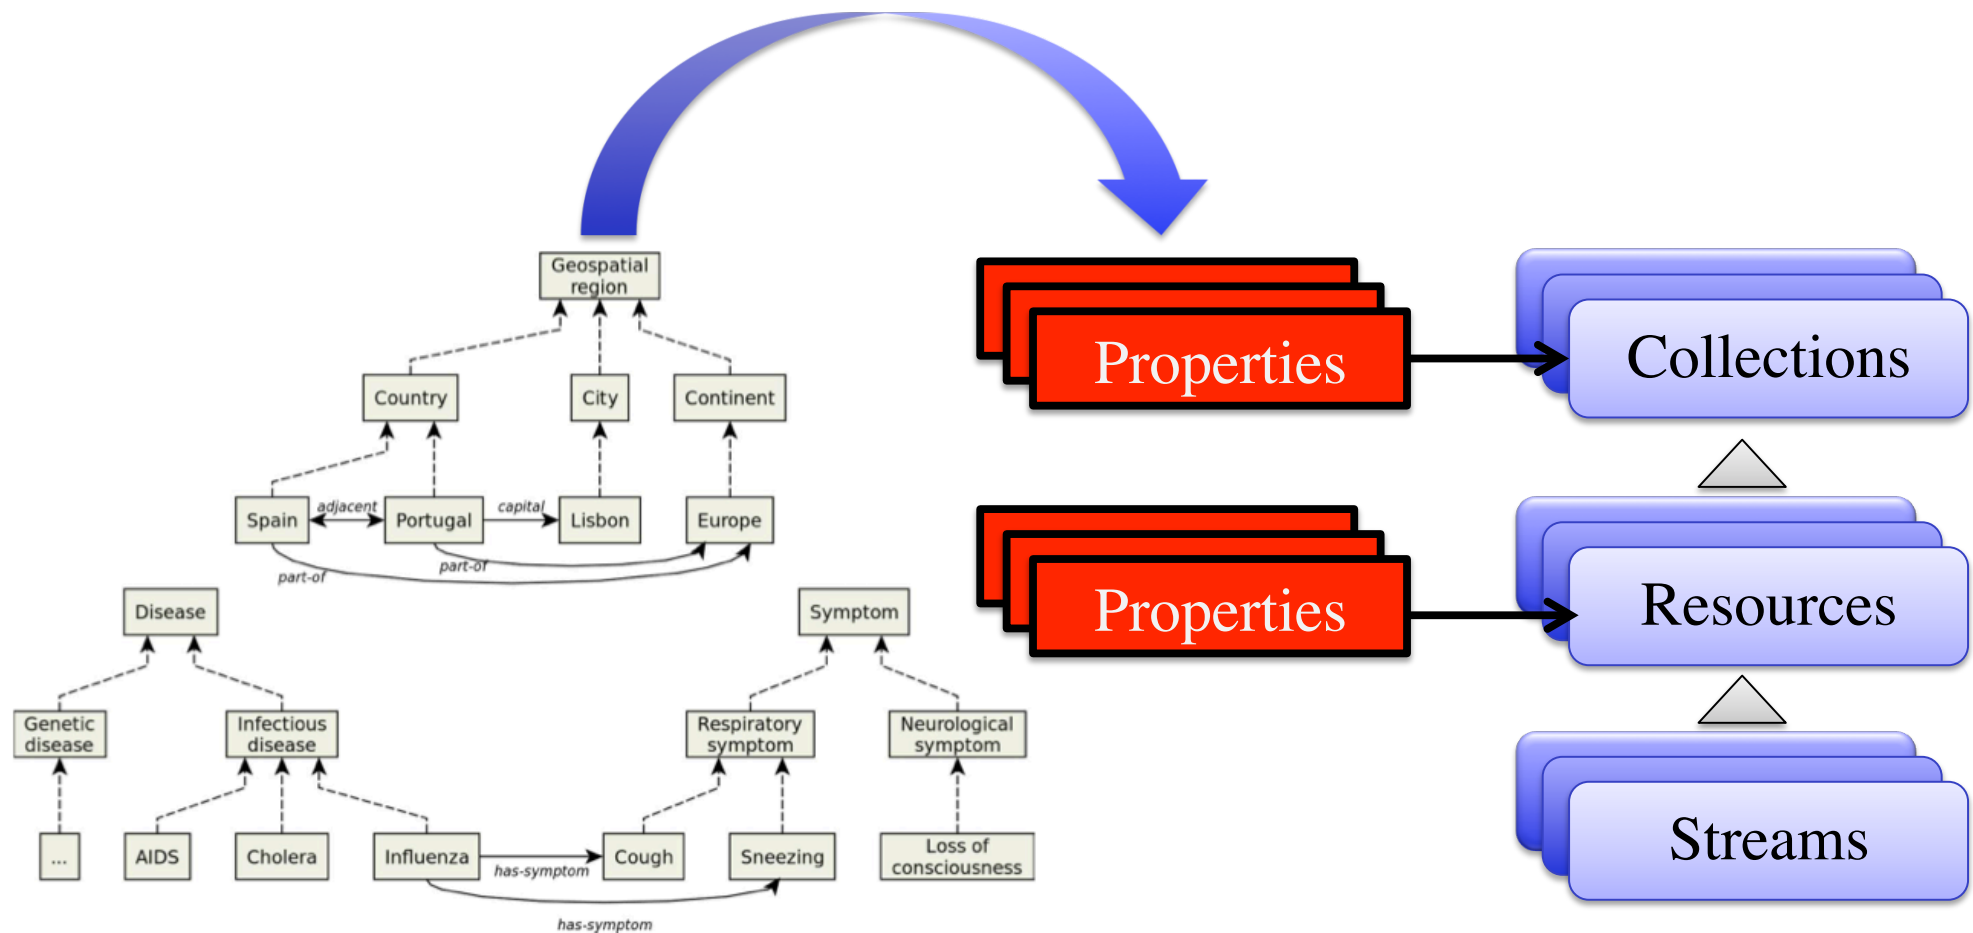 Geospatial
region
Country
City
Continent
Spain
adjacent
Portugal
capital
Lisbon
Europe
part-of
part-of
Disease
Symptom
Genetic
disease
Infectious
disease
Respiratory
symptom
Neurological
symptom
...
AIDS
Cholera
Influenza
has-symptom
Cough
Sneezing
Loss of
consciousness
has-symptom
Properties
Collections
Properties
Resources
Streams